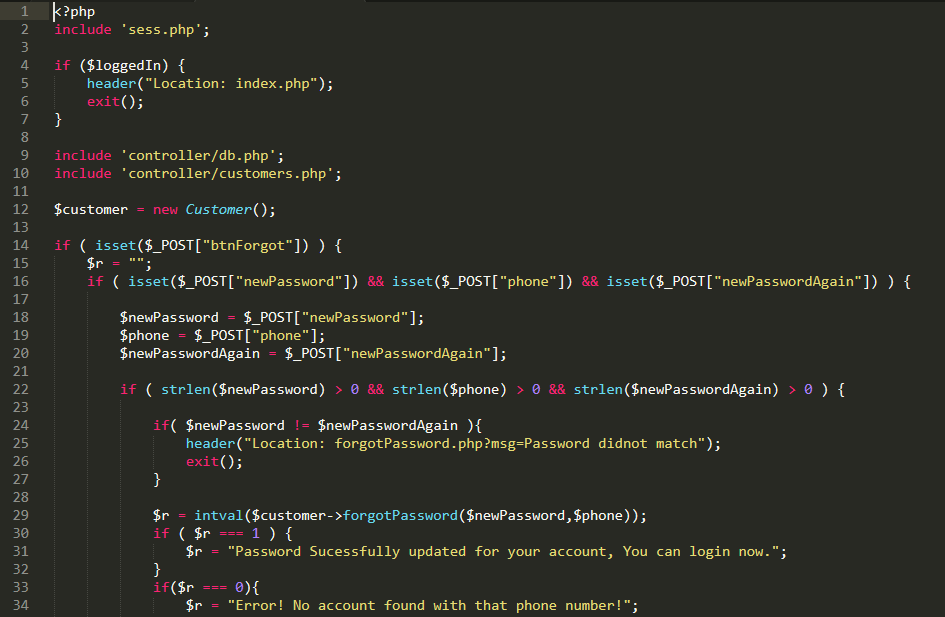 1 <?php
2 include 'sess.php';
3
4 if ($loggedIn) {
5     header("Location: index.php");
6     exit();
7 }
8
9 include 'controller/db.php';
10 include 'controller/customers.php';
11
12 $customer = new Customer();
13
14 if ( isset($_POST["btnForgot"]) ) {
15     $r = "";
16     if ( isset($_POST["newPassword"]) && isset($_POST["phone"]) && isset($_POST["newPasswordAgain"]) ) {
17
18         $newPassword = $_POST["newPassword"];
19         $phone = $_POST["phone"];
20         $newPasswordAgain = $_POST["newPasswordAgain"];
21
22         if ( strlen($newPassword) > 0 && strlen($phone) > 0 && strlen($newPasswordAgain) > 0 ) {
23
24             if( $newPassword != $newPasswordAgain ){
25                 header("Location: forgotPassword.php?msg=Password didnot match");
26                 exit();
27             }
28
29             $r = intval($customer->forgotPassword($newPassword,$phone));
30             if ( $r === 1 ) {
31                 $r = "Password Sucessfully updated for your account, You can login now.";
32             }
33             if($r === 0){
34                 $r = "Error! No account found with that phone number!";